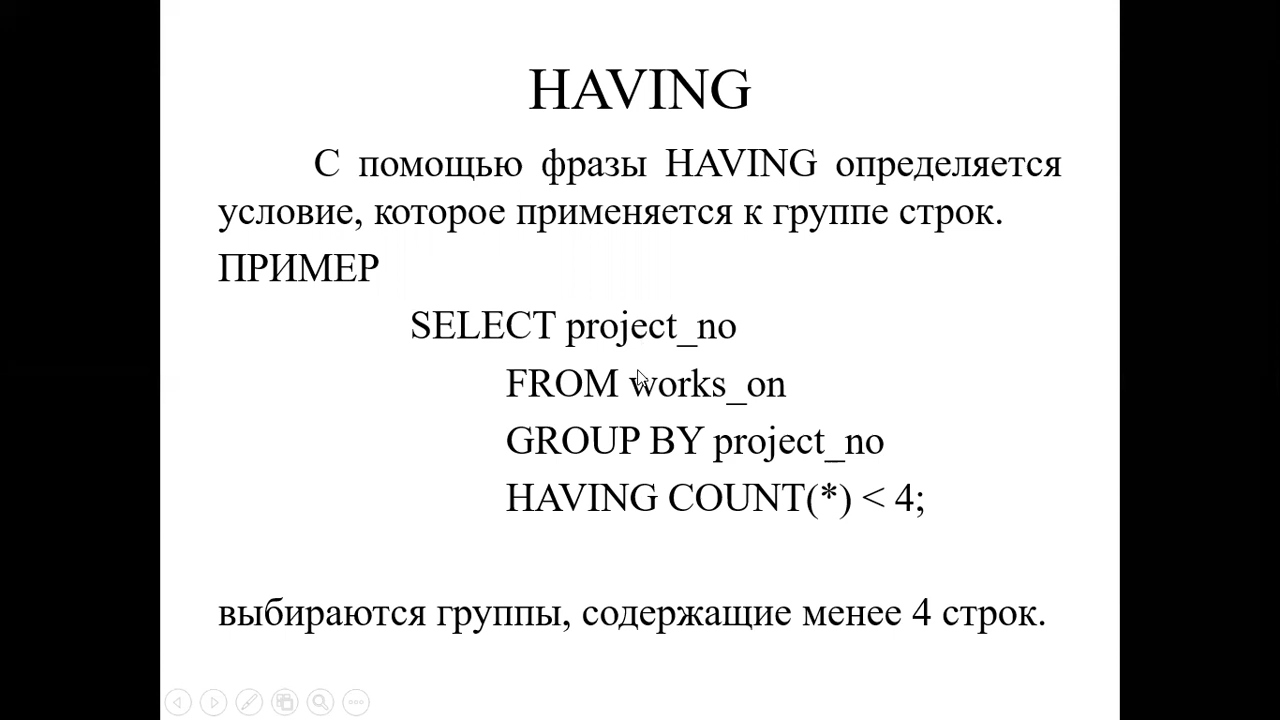 HAVING
С помощью фразы HAVING определяется
условие, которое применяется к группе строк.
ПРИМЕР
SELECT project_no
FROM works_on
GROUP BY project_no
HAVING COUNT(*) < 4;
выбираются группы, содержащие менее 4 строк.